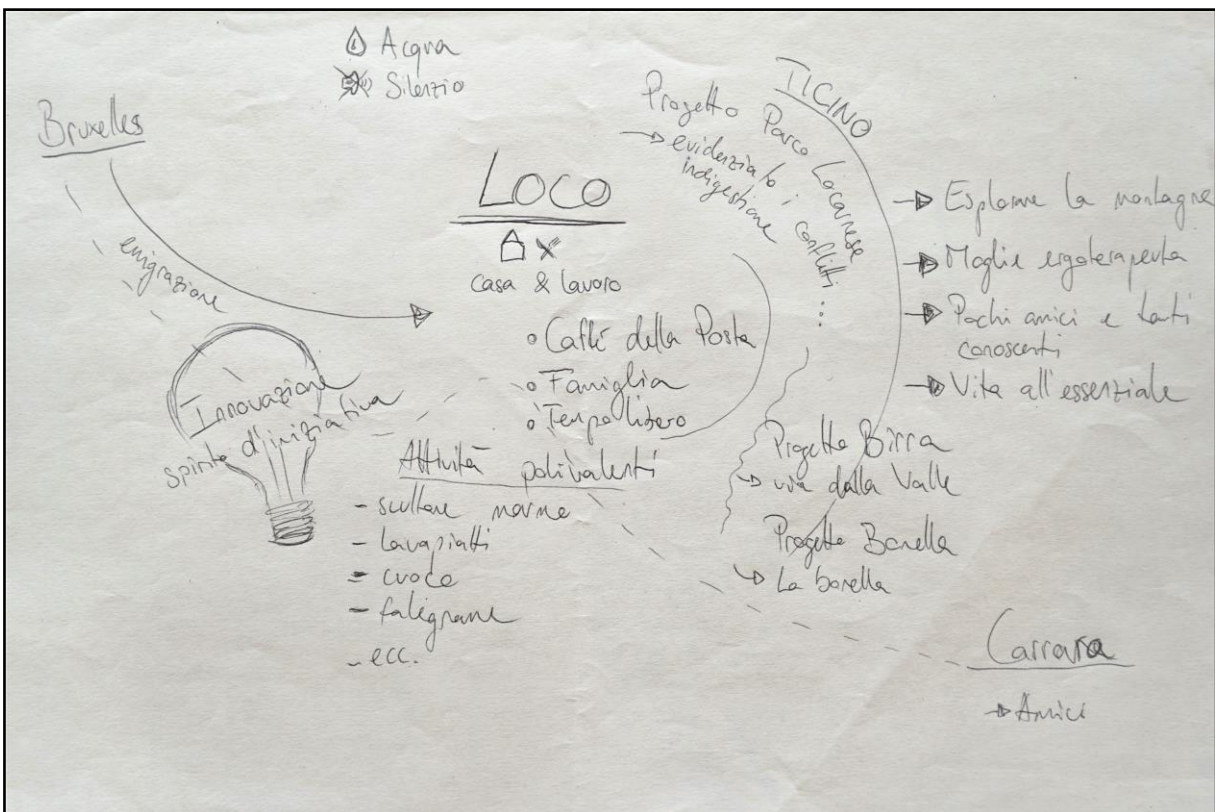 Acqua
Silenzio
Bruxelles
emigrazione
LOCO
casa & lavoro
o Caffè della Posta
o Famiglia
o Tempo libero
Innovazione
spirito d'iniziativa
Attività polivalenti
- scultore marmo
- lavapiatti
- cuoco
- falegname
- ecc.
TICINO
Progetto Parco Locarnese
→ evidenziato i conflitti ...
indigestione
→ Esplorare la montagna
→ Moglie ergoterapeuta
→ Pochi amici e tanti
conoscenti
→ Vita all'essenziale
Progetto Birra
↳ via dalla Valle
Progetto Borella
↳ La borella
Carrara
→ Amici